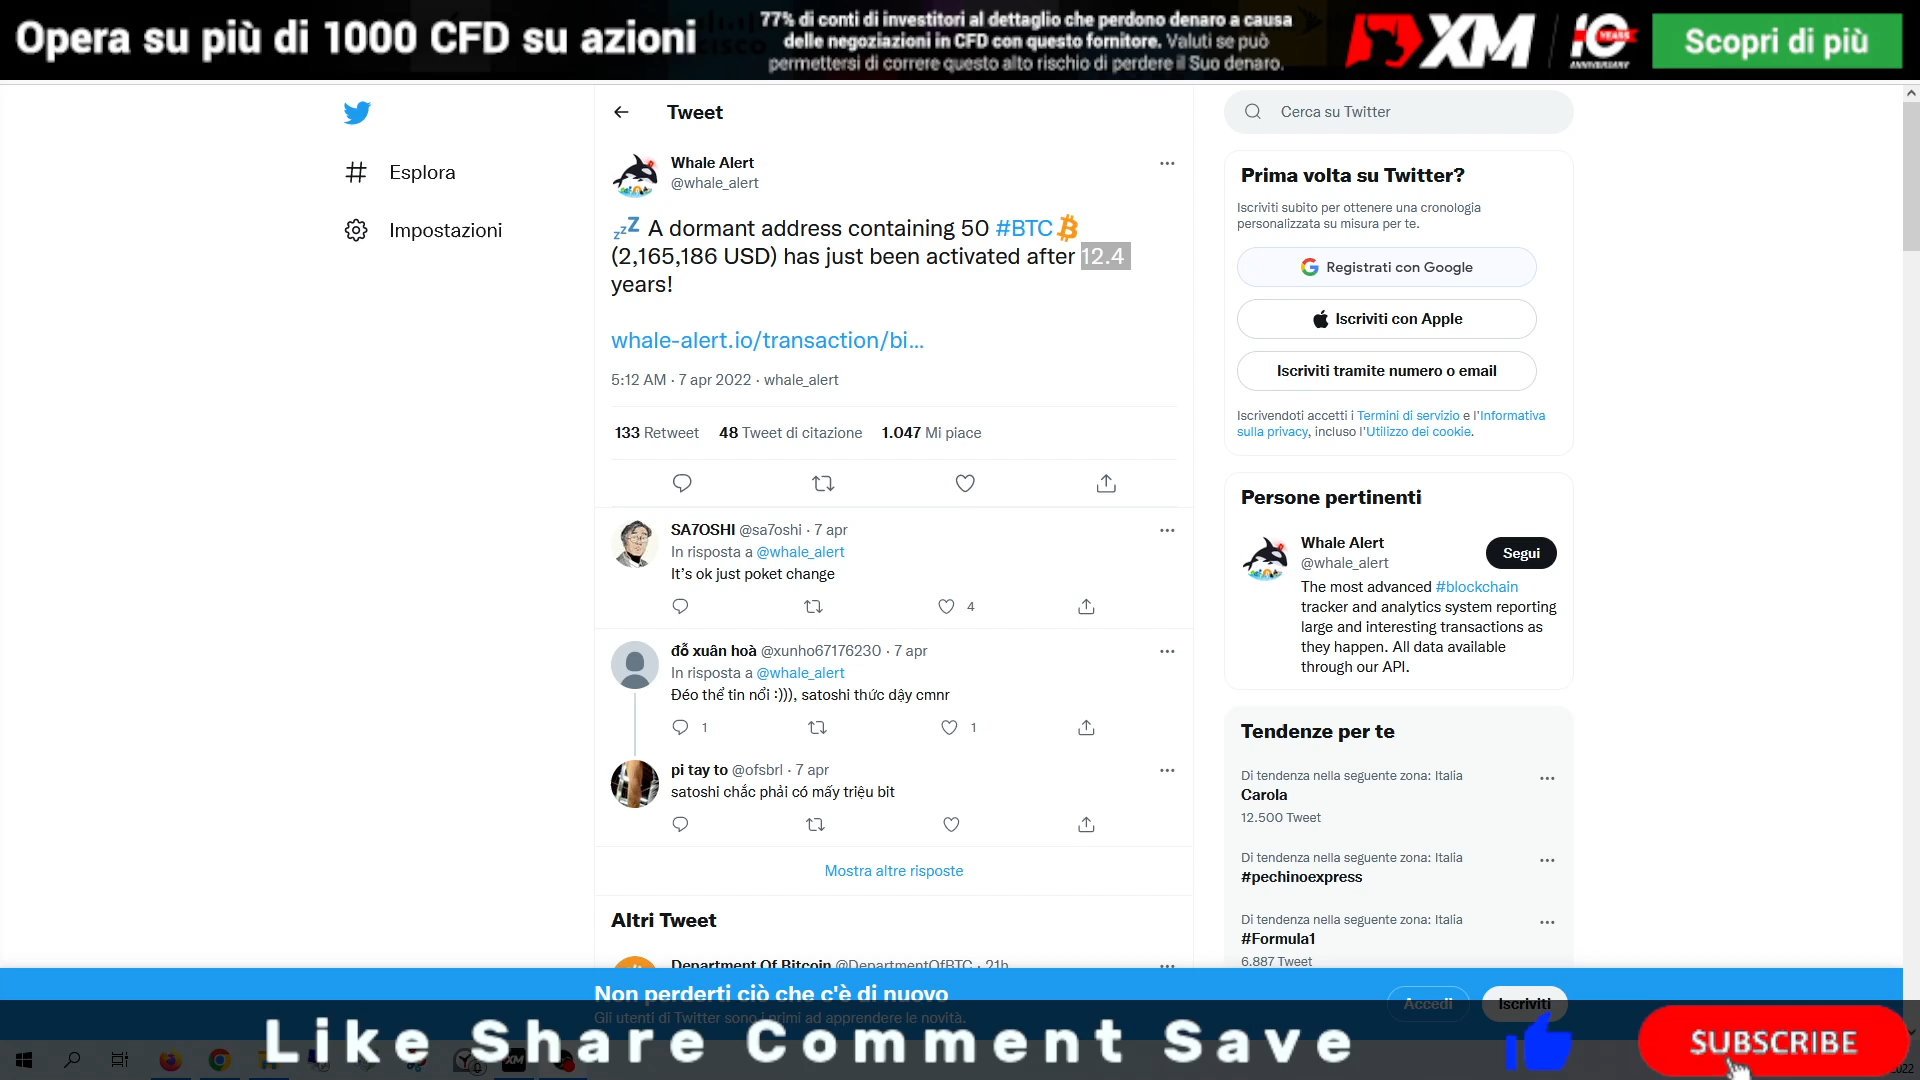 Opera su più di 1000 CFD su azioni
77% di conti di investitori al dettaglio che perdono denaro a causa
delle negoziazioni in CFD con questo fornitore. Valuti se può
permettersi di correre questo alto rischio di perdere il Suo denaro.
XM
10 YEARS
ANNIVERSARY
Scopri di più
Esplora
Impostazioni
Tweet
Whale Alert
@whale_alert
zzZ A dormant address containing 50 #BTC
(2,165,186 USD) has just been activated after 12.4
years!
whale-alert.io/transaction/bi…
5:12 AM · 7 apr 2022 · whale_alert
133 Retweet 48 Tweet di citazione 1.047 Mi piace
SA7OSHI @sa7oshi · 7 apr
In risposta a @whale_alert
It's ok just poket change
4
đỗ xuân hoà @xunho67176230 · 7 apr
In risposta a @whale_alert
Đéo thể tin nổi :))), satoshi thức dậy cmnr
1 1
pi tay to @ofsbrl · 7 apr
satoshi chắc phải có mấy triệu bit
Mostra altre risposte
Altri Tweet
Department Of Bitcoin @DepartmentOfBTC · 21h
Cerca su Twitter
Prima volta su Twitter?
Iscriviti subito per ottenere una cronologia
personalizzata su misura per te.
Registrati con Google
Iscriviti con Apple
Iscriviti tramite numero o email
Iscrivendoti accetti i Termini di servizio e l'Informativa
sulla privacy, incluso l'Utilizzo dei cookie.
Persone pertinenti
Whale Alert
@whale_alert
Segui
The most advanced #blockchain
tracker and analytics system reporting
large and interesting transactions as
they happen. All data available
through our API.
Tendenze per te
Di tendenza nella seguente zona: Italia
Carola
12.500 Tweet
Di tendenza nella seguente zona: Italia
#pechinoexpress
Di tendenza nella seguente zona: Italia
#Formula1
6.887 Tweet
Non perderti ciò che c'è di nuovo
Gli utenti di Twitter sono i primi ad apprendere le novità.
Accedi
Iscriviti
Like Share Comment Save
SUBSCRIBE
XM